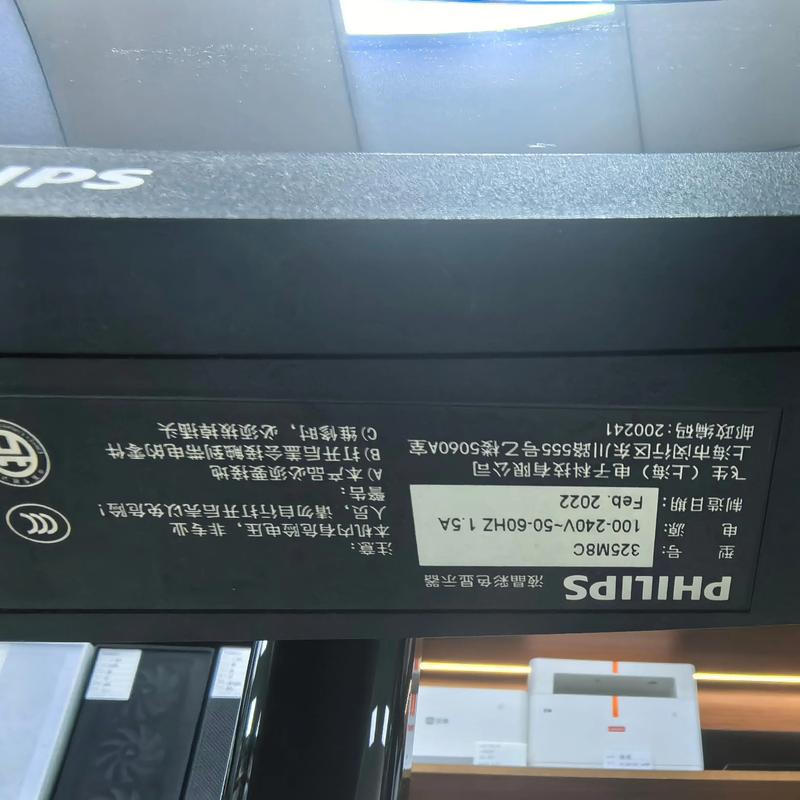 PHILIPS 液晶彩色显示器
型 号: 325M8C
电 源: 100-240V~50-60HZ 1.5A
制造日期: Feb. 2022
飞生（上海）电子科技有限公司
上海市闵行区东川路555号乙楼5060A室
邮政编码: 200241
注意:
本机内有危险电压, 非专业
人员, 请勿自行打开后壳以免危险!
警告:
A) 本产品必须要接地
B) 打开后盖会接触到带电的零件
C) 维修时, 必须拔掉插头
CCC
IPS
Lenovo